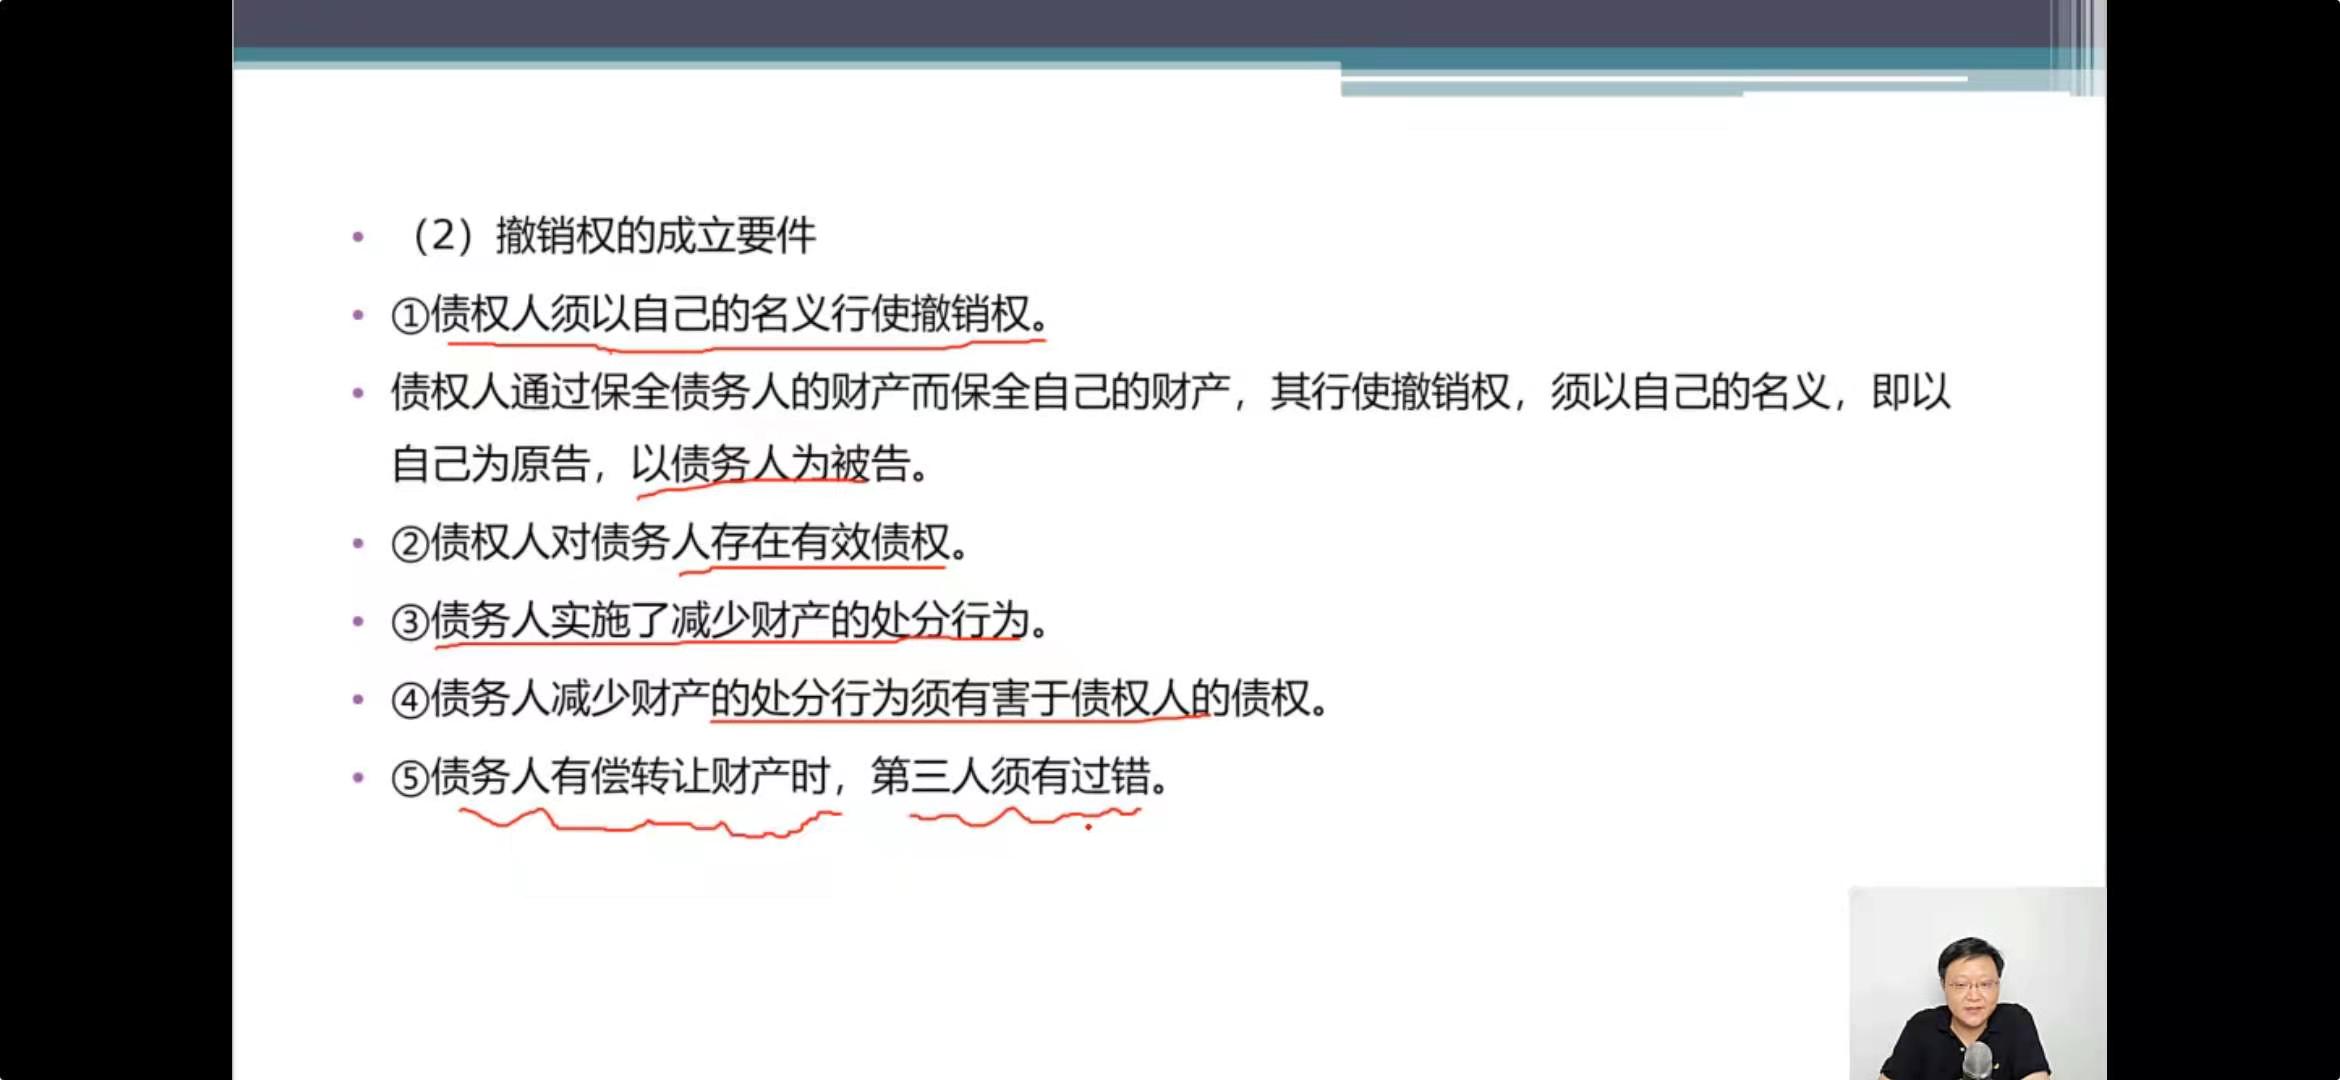 （2）撤销权的成立要件
①债权人须以自己的名义行使撤销权。
债权人通过保全债务人的财产而保全自己的财产，其行使撤销权，须以自己的名义，即以
自己为原告，以债务人为被告。
②债权人对债务人存在有效债权。
③债务人实施了减少财产的处分行为。
④债务人减少财产的处分行为须有害于债权人的债权。
⑤债务人有偿转让财产时，第三人须有过错。